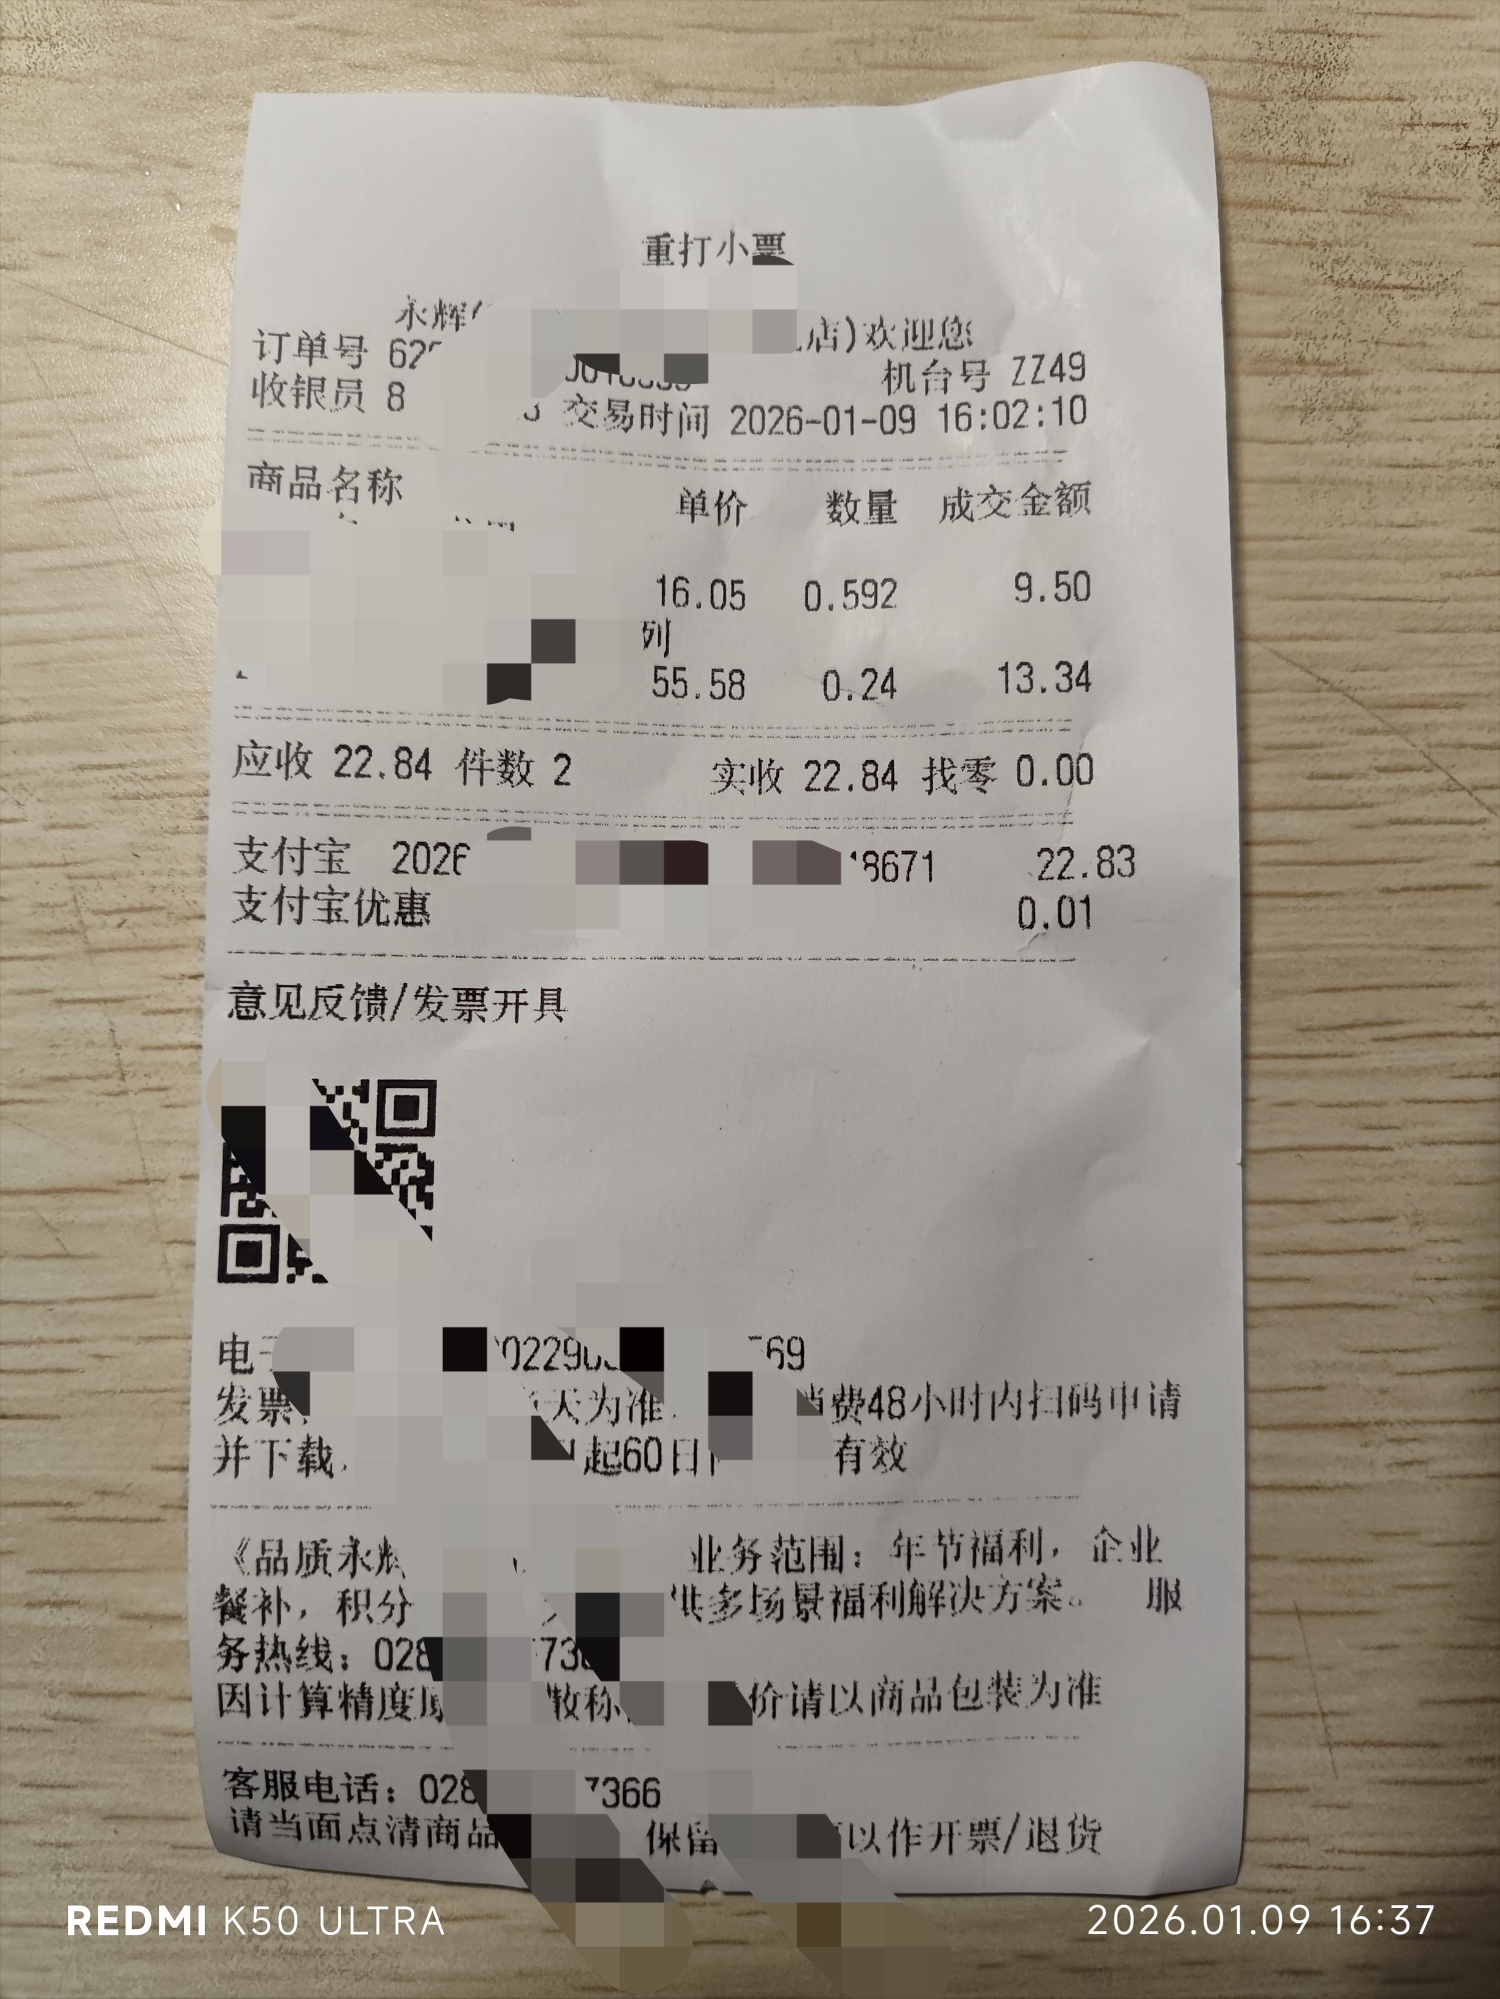 重打小票
永辉(
店)欢迎您
订单号 62
机台号 ZZ49
收银员 8 交易时间 2026-01-09 16:02:10
商品名称 单价 数量 成交金额
16.05 0.592 9.50
列
55.58 0.24 13.34
应收 22.84 件数 2 实收 22.84 找零 0.00
支付宝 2026 8671 22.83
支付宝优惠 0.01
意见反馈/发票开具
电 0229 69
发票 天为准 费48小时内扫码申请
并下载 起60日 有效
《品质永辉 业务范围：年节福利，企业
餐补，积分 供多场景福利解决方案。 服
务热线：028 73
因计算精度 散称 价请以商品包装为准
客服电话：028 7366
请当面点清商品 保留 以作开票/退货
REDMI K50 ULTRA
2026.01.09 16:37